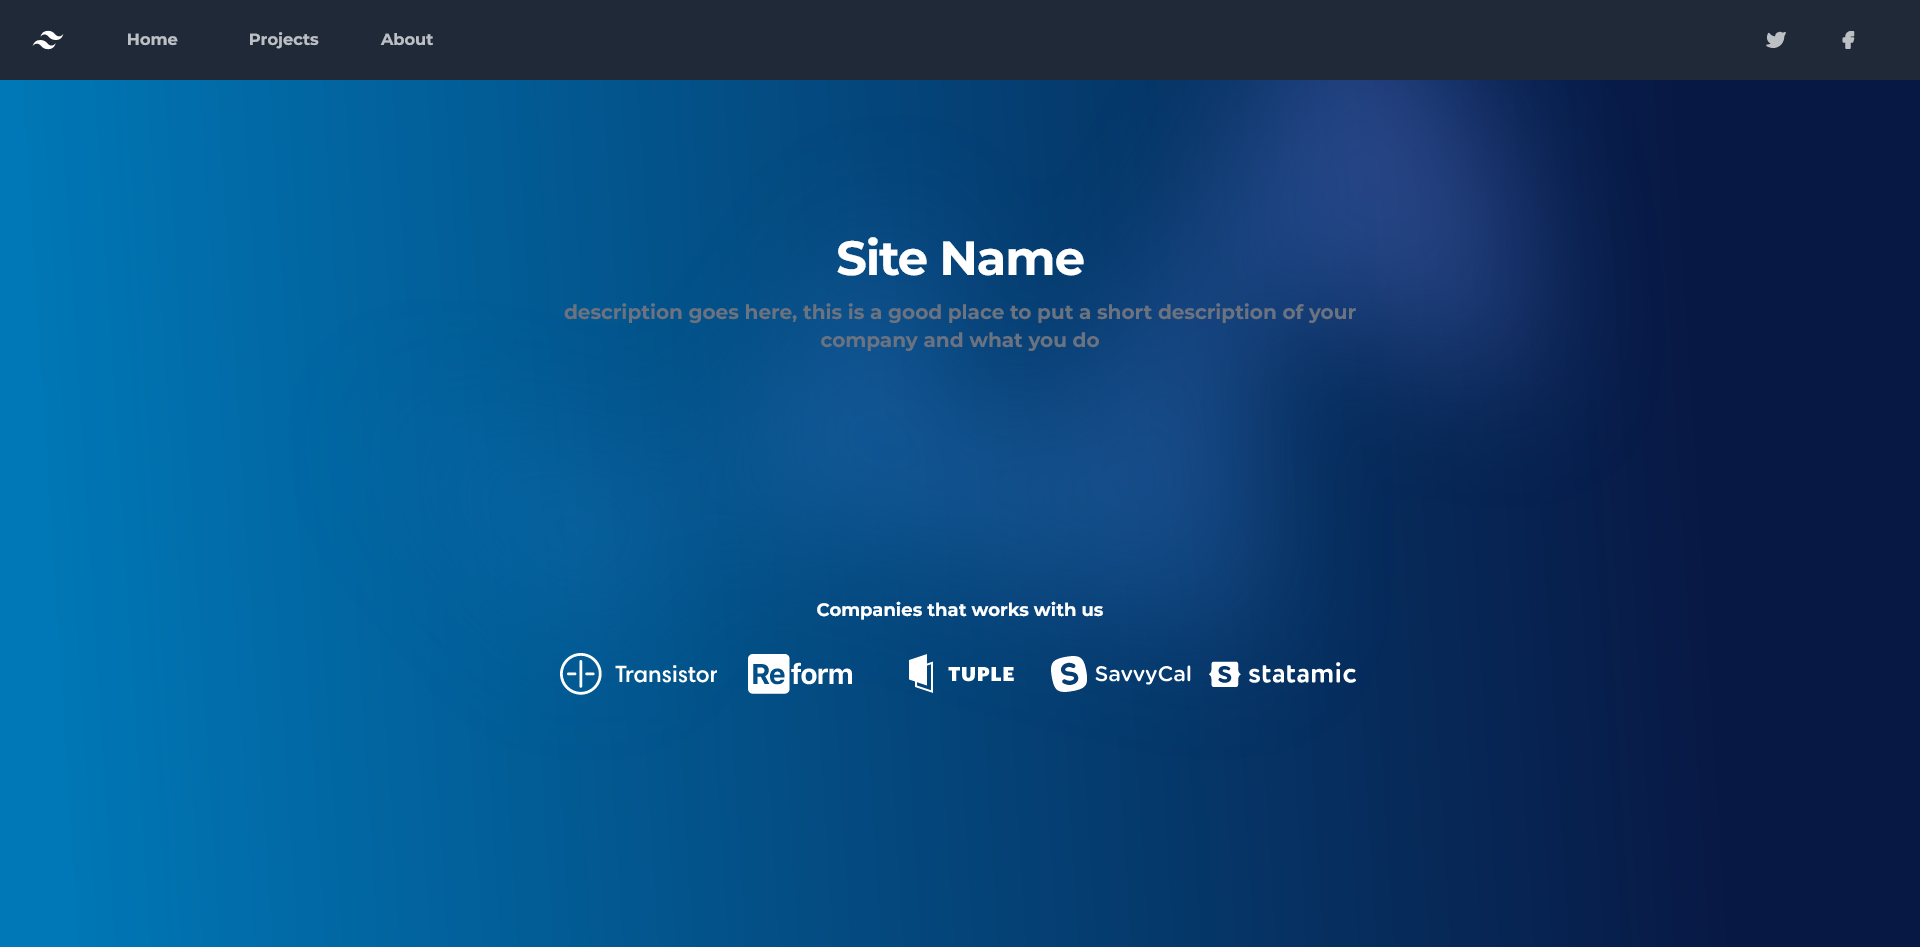 Home Projects About
Site Name
description goes here, this is a good place to put a short description of your
company and what you do
Companies that works with us
Transistor Reform TUPLE S SavvyCal S statamic